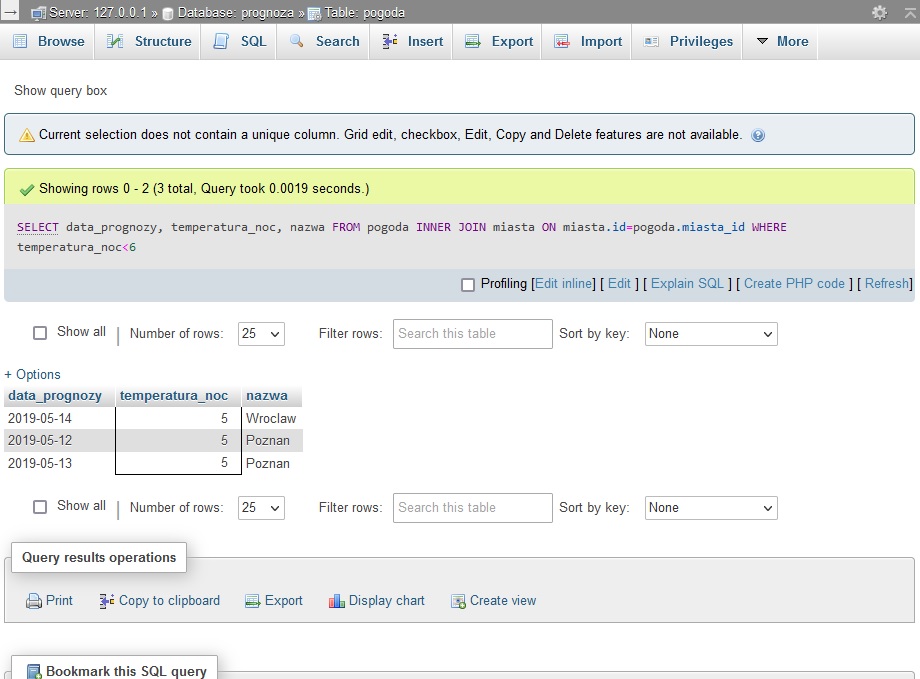 Server: 127.0.0.1 » Database: prognoza » Table: pogoda
Browse Structure SQL Search Insert Export Import Privileges More
Show query box
Current selection does not contain a unique column. Grid edit, checkbox, Edit, Copy and Delete features are not available.
Showing rows 0 - 2 (3 total, Query took 0.0019 seconds.)
SELECT data_prognozy, temperatura_noc, nazwa FROM pogoda INNER JOIN miasta ON miasta.id=pogoda.miasta_id WHERE
temperatura_noc<6
Profiling [Edit inline] [ Edit ] [ Explain SQL ] [ Create PHP code ] [ Refresh]
Show all | Number of rows: 25 Filter rows: Search this table Sort by key: None
+ Options
data_prognozy temperatura_noc nazwa
2019-05-14 5 Wroclaw
2019-05-12 5 Poznan
2019-05-13 5 Poznan
Show all | Number of rows: 25 Filter rows: Search this table Sort by key: None
Query results operations
Print Copy to clipboard Export Display chart Create view
Bookmark this SQL query